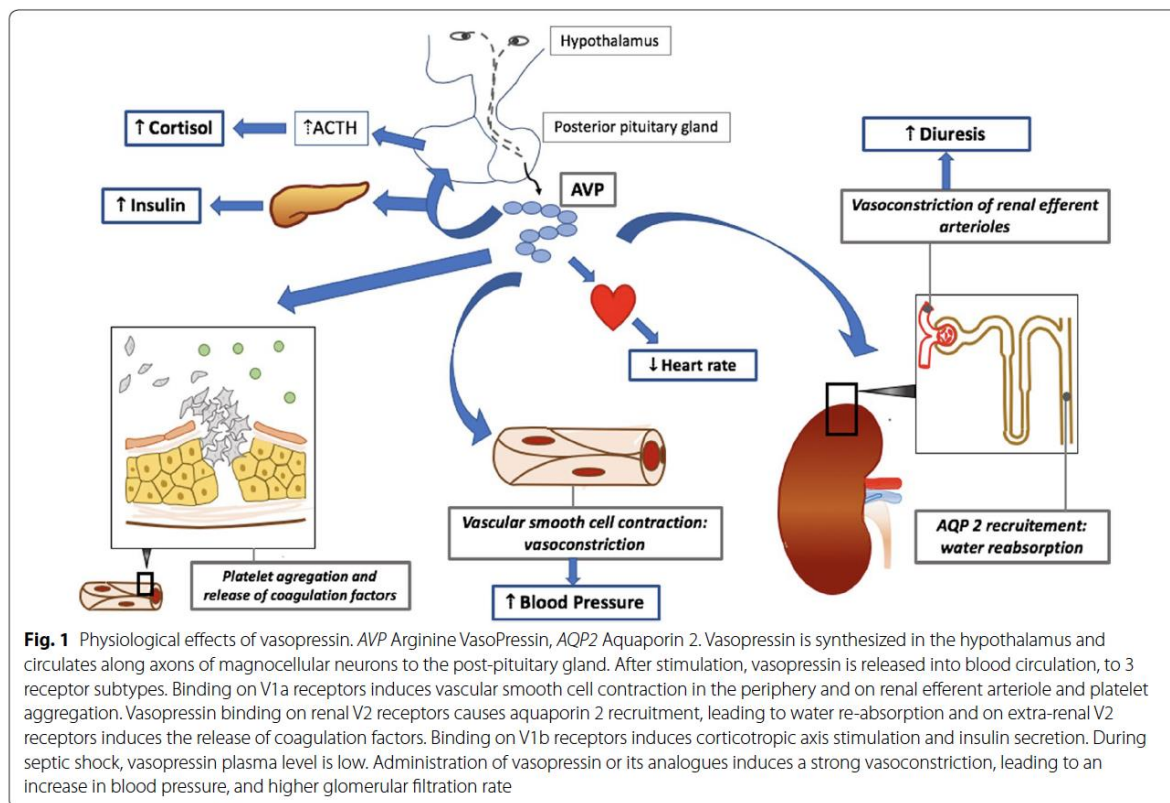 Hypothalamus
Posterior pituitary gland
↑ Cortisol
↑ACTH
↑ Insulin
AVP
↑ Diuresis
Vasoconstriction of renal efferent
arterioles
↓ Heart rate
Vascular smooth cell contraction:
vasoconstriction
↑ Blood Pressure
AQP 2 recruitement:
water reabsorption
Platelet agregation and
release of coagulation factors
Fig. 1 Physiological effects of vasopressin. AVP Arginine VasoPressin, AQP2 Aquaporin 2. Vasopressin is synthesized in the hypothalamus and
circulates along axons of magnocellular neurons to the post-pituitary gland. After stimulation, vasopressin is released into blood circulation, to 3
receptor subtypes. Binding on V1a receptors induces vascular smooth cell contraction in the periphery and on renal efferent arteriole and platelet
aggregation. Vasopressin binding on renal V2 receptors causes aquaporin 2 recruitment, leading to water re-absorption and on extra-renal V2
receptors induces the release of coagulation factors. Binding on V1b receptors induces corticotropic axis stimulation and insulin secretion. During
septic shock, vasopressin plasma level is low. Administration of vasopressin or its analogues induces a strong vasoconstriction, leading to an
increase in blood pressure, and higher glomerular filtration rate